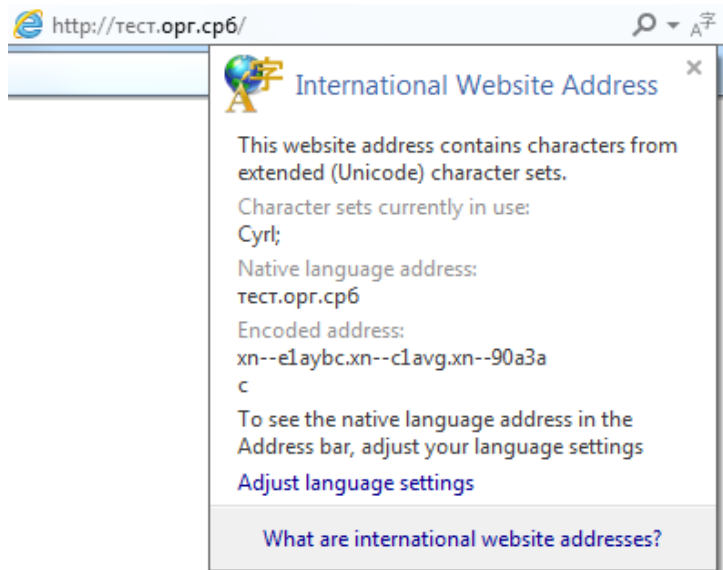 http://тест.орг.срб/
International Website Address
This website address contains characters from
extended (Unicode) character sets.
Character sets currently in use:
Cyrl;
Native language address:
тест.орг.срб
Encoded address:
xn--e1aybc.xn--c1avg.xn--90a3a
c
To see the native language address in the
Address bar, adjust your language settings
Adjust language settings
What are international website addresses?